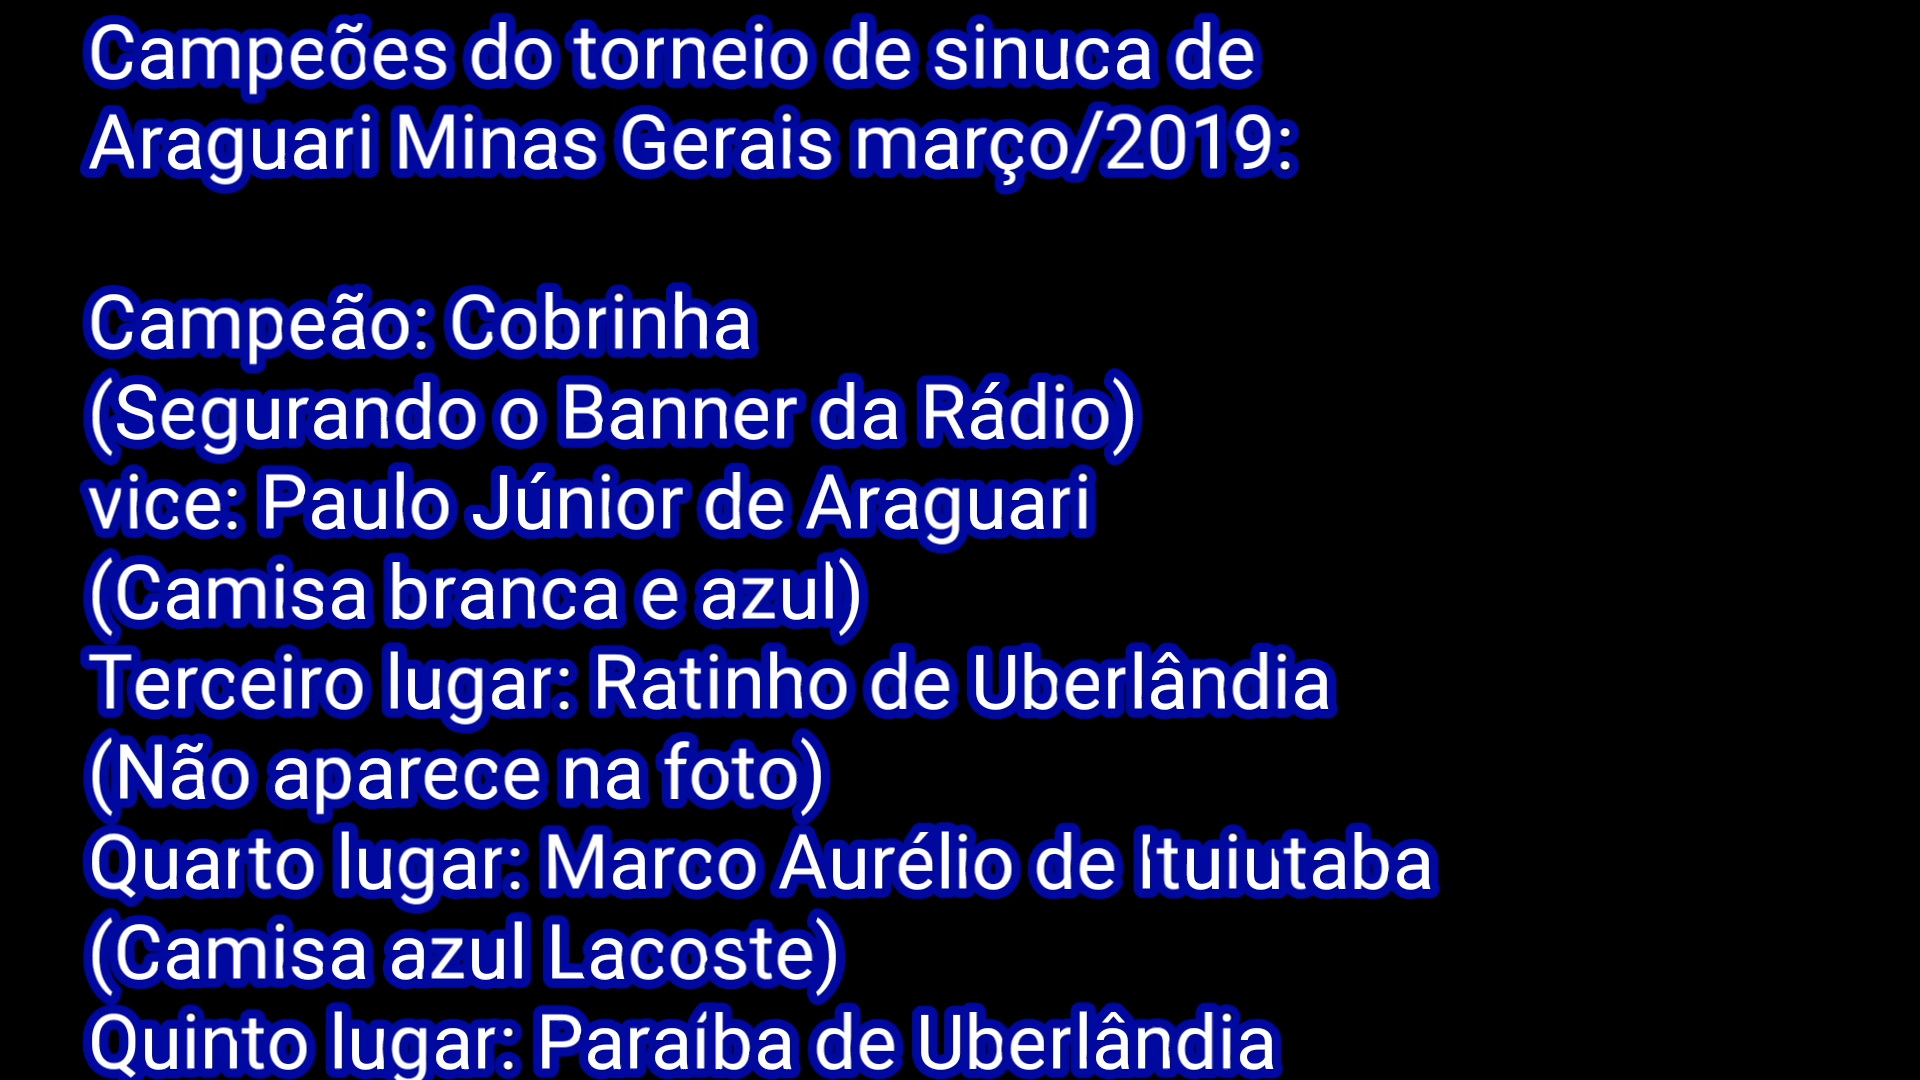 Campeões do torneio de sinuca de
Araguari Minas Gerais março/2019:
Campeão: Cobrinha
(Segurando o Banner da Rádio)
vice: Paulo Júnior de Araguari
(Camisa branca e azul)
Terceiro lugar: Ratinho de Uberlândia
(Não aparece na foto)
Quarto lugar: Marco Aurélio de Ituiutaba
(Camisa azul Lacoste)
Quinto lugar: Paraíba de Uberlândia